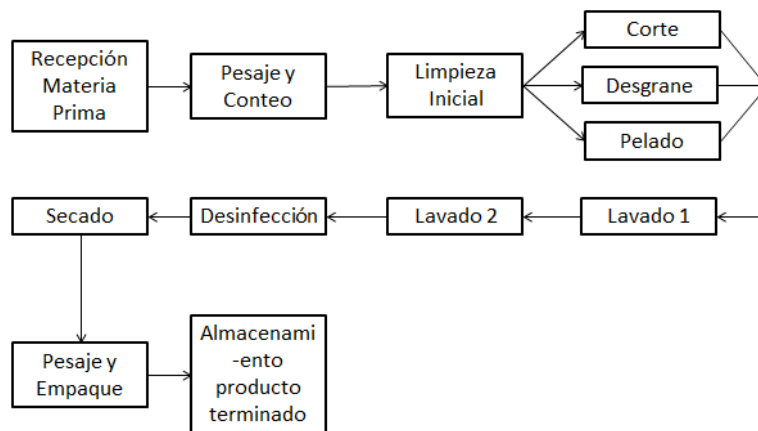 Recepción
Materia
Prima
Pesaje y
Conteo
Limpieza
Inicial
Corte
Desgrane
Pelado
Secado
Desinfección
Lavado 2
Lavado 1
Pesaje y
Empaque
Almacenami
-ento
producto
terminado